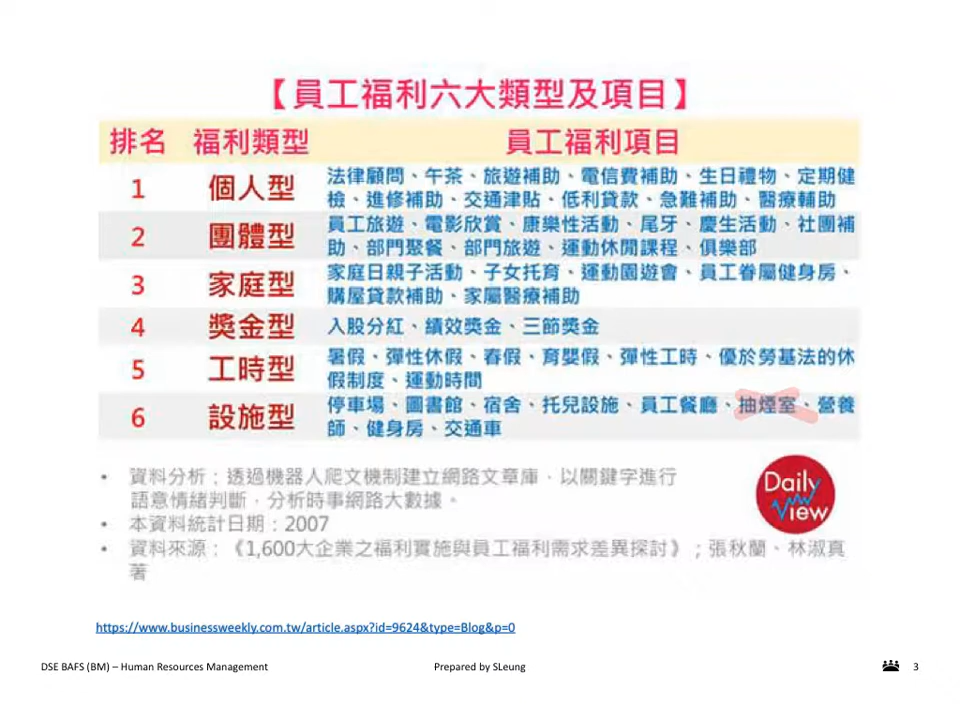 【員工福利六大類型及項目】
排名 福利類型 員工福利項目
1 個人型 法律顧問、午茶、旅遊補助、電信費補助、生日禮物、定期健
檢、進修補助、交通津貼、低利貸款、急難補助、醫療輔助
2 團體型 員工旅遊、電影欣賞、康樂性活動、尾牙、慶生活動、社團補
助、部門聚餐、部門旅遊、運動休閒課程、俱樂部
3 家庭型 家庭日親子活動、子女托育、運動園遊會、員工眷屬健身房、
購屋貸款補助、家屬醫療補助
4 獎金型 入股分紅、績效獎金、三節獎金
5 工時型 暑假、彈性休假、春假、育嬰假、彈性工時、優於勞基法的休
假制度、運動時間
6 設施型 停車場、圖書館、宿舍、托兒設施、員工餐廳、抽煙室、營養
師、健身房、交通車
• 資料分析：透過機器人爬文機制建立網路文章庫，以關鍵字進行
語意情緒判斷，分析時事網路大數據。
• 本資料統計日期：2007
• 資料來源：《1,600大企業之福利實施與員工福利需求差異探討》；張秋蘭、林淑真
著
Daily
View
https://www.businessweekly.com.tw/article.aspx?id=9624&type=Blog&p=0
DSE BAFS (BM) – Human Resources Management Prepared by SLeung 3